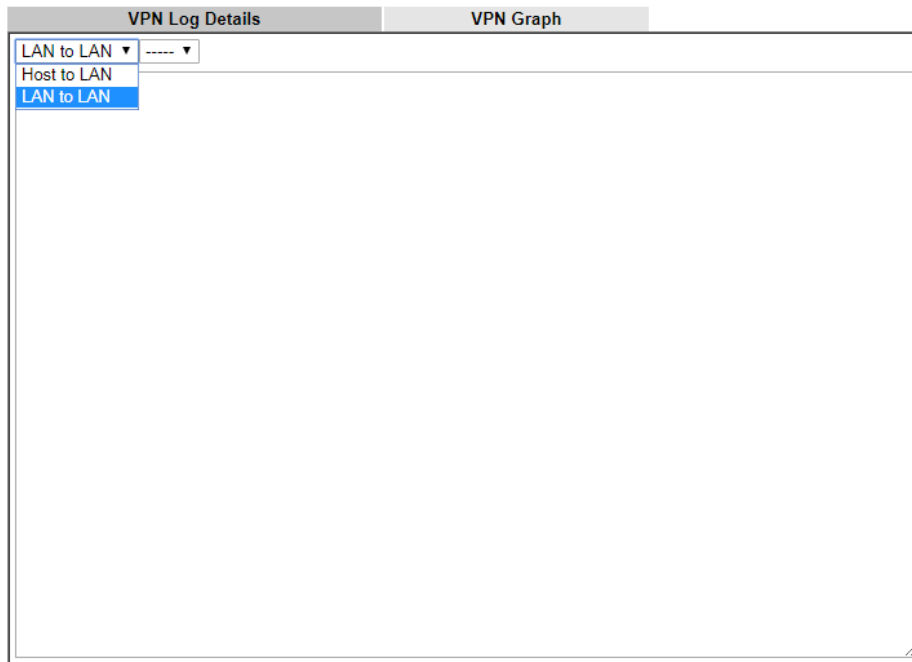 VPN Log Details VPN Graph
LAN to LAN -----
Host to LAN
LAN to LAN